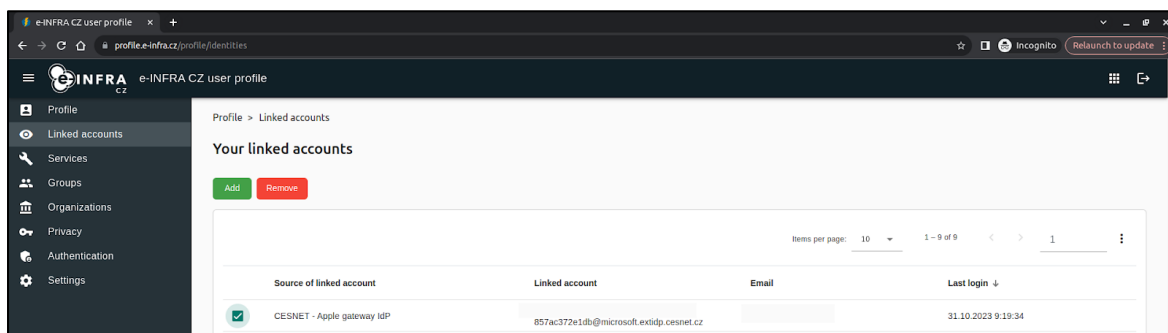 e-INFRA CZ user profile
profile.e-infra.cz/profile/identities
Incognito
Relaunch to update
e-INFRA CZ
e-INFRA CZ user profile
Profile
Linked accounts
Services
Groups
Organizations
Privacy
Authentication
Settings
Profile > Linked accounts
Your linked accounts
Add Remove
Items per page: 10 1 – 9 of 9 1
Source of linked account Linked account Email Last login ↓
CESNET - Apple gateway IdP 857ac372e1db@microsoft.extidp.cesnet.cz 31.10.2023 9:19:34